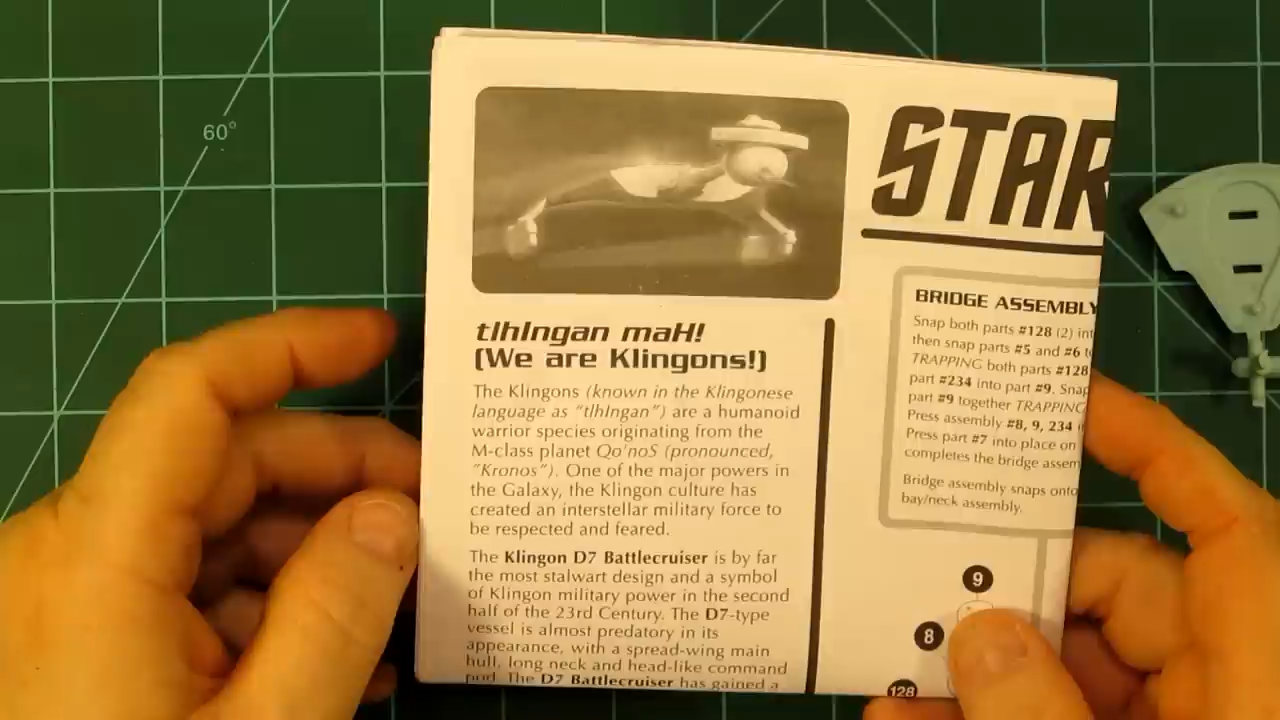 60°
STAR
tlhIngan maH!
(We are Klingons!)
The Klingons (known in the Klingonese
language as "tlhIngan") are a humanoid
warrior species originating from the
M-class planet Qo'noS (pronounced,
"Kronos"). One of the major powers in
the Galaxy, the Klingon culture has
created an interstellar military force to
be respected and feared.
The Klingon D7 Battlecruiser is by far
the most stalwart design and a symbol
of Klingon military power in the second
half of the 23rd Century. The D7-type
vessel is almost predatory in its
appearance, with a spread-wing main
hull, long neck and head-like command
pod. The D7 Battlecruiser has gained a
BRIDGE ASSEMBLY
Snap both parts #128 (2) int
then snap parts #5 and #6 t
TRAPPING both parts #128
part #234 into part #9. Snap
part #9 together TRAPPING
Press assembly #8, 9, 234
Press part #7 into place on
completes the bridge assem
Bridge assembly snaps onto
bay/neck assembly.
9
8
128